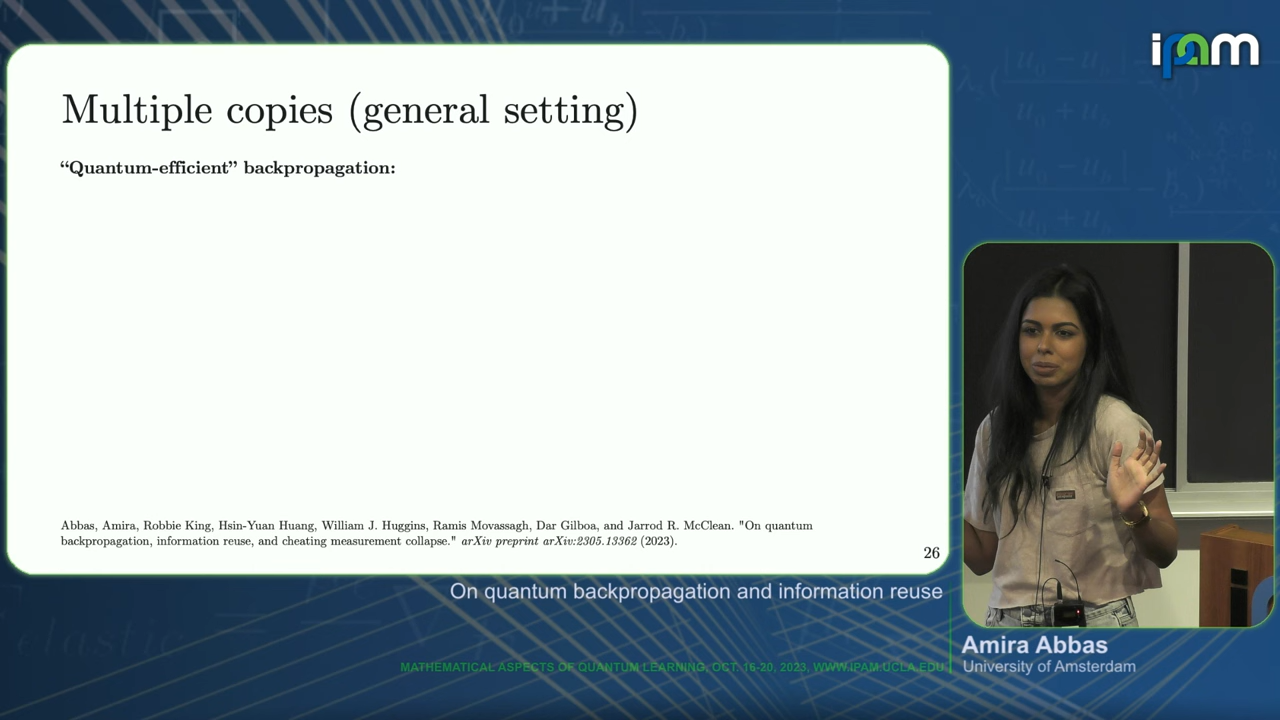 ipam
Multiple copies (general setting)
“Quantum-efficient” backpropagation:
Abbas, Amira, Robbie King, Hsin-Yuan Huang, William J. Huggins, Ramis Movassagh, Dar Gilboa, and Jarrod R. McClean. "On quantum
backpropagation, information reuse, and cheating measurement collapse." arXiv preprint arXiv:2305.13362 (2023).
26
On quantum backpropagation and information reuse
Amira Abbas
University of Amsterdam
MATHEMATICAL ASPECTS OF QUANTUM LEARNING, OCT. 16-20, 2023, WWW.IPAM.UCLA.EDU
elastic